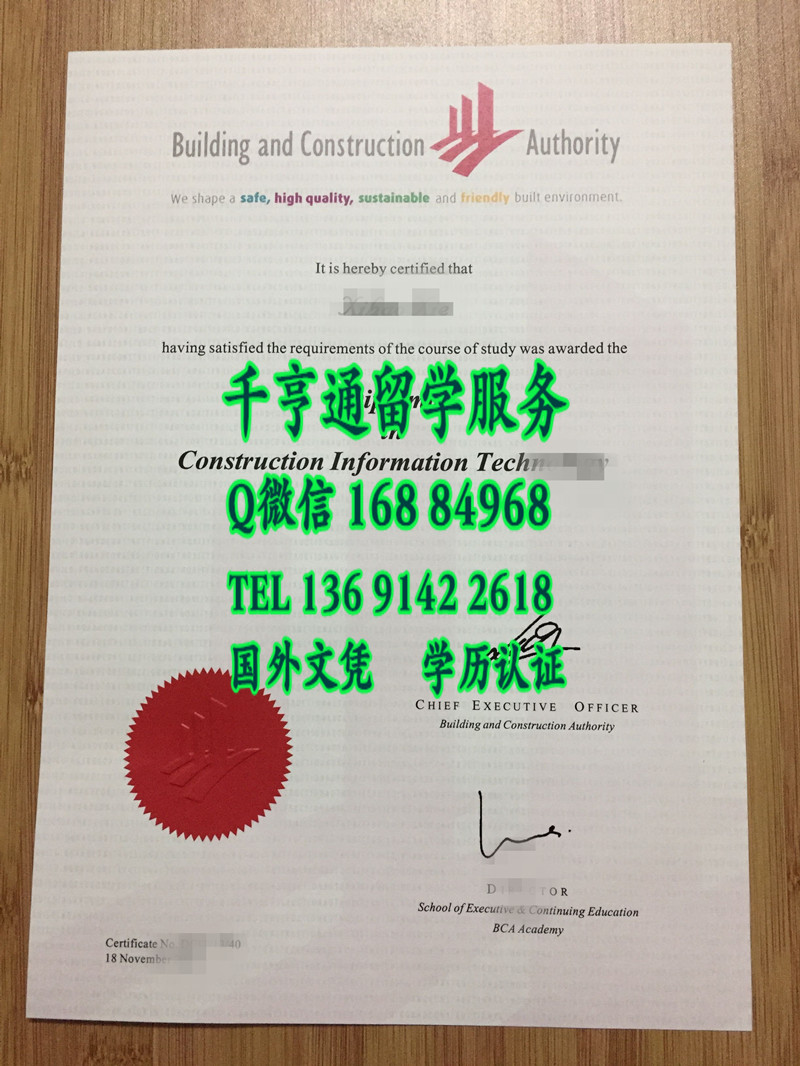 Building and Construction Authority
We shape a safe, high quality, sustainable and friendly built environment.
It is hereby certified that
having satisfied the requirements of the course of study was awarded the
千亨通留学服务
in
Construction Information
Q微信 168 84968
TEL 136 9142 2618
国外文凭 学历认证
CHIEF EXECUTIVE OFFICER
Building and Construction Authority
School of Executive & Continuing Education
BCA Academy
Certificate No
18 November